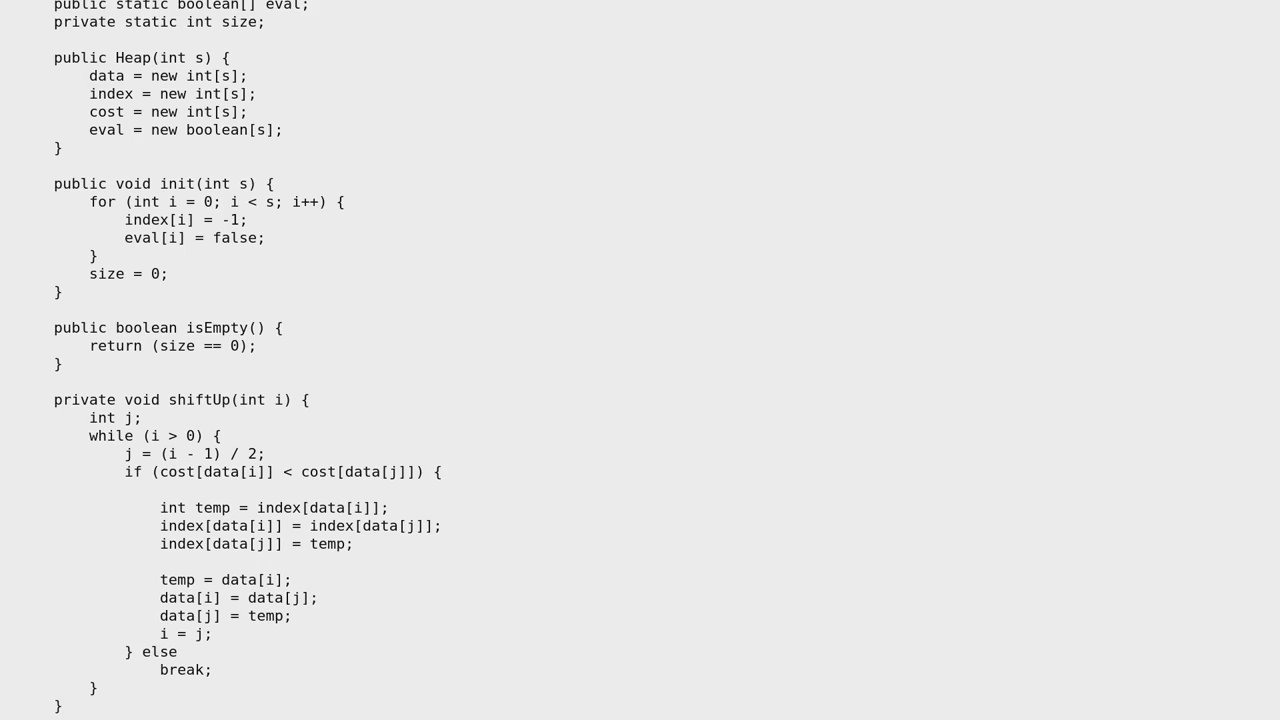 public static boolean[] eval;
private static int size;

public Heap(int s) {
    data = new int[s];
    index = new int[s];
    cost = new int[s];
    eval = new boolean[s];
}

public void init(int s) {
    for (int i = 0; i < s; i++) {
        index[i] = -1;
        eval[i] = false;
    }
    size = 0;
}

public boolean isEmpty() {
    return (size == 0);
}

private void shiftUp(int i) {
    int j;
    while (i > 0) {
        j = (i - 1) / 2;
        if (cost[data[i]] < cost[data[j]]) {

            int temp = index[data[i]];
            index[data[i]] = index[data[j]];
            index[data[j]] = temp;

            temp = data[i];
            data[i] = data[j];
            data[j] = temp;
            i = j;
        } else
            break;
    }
}